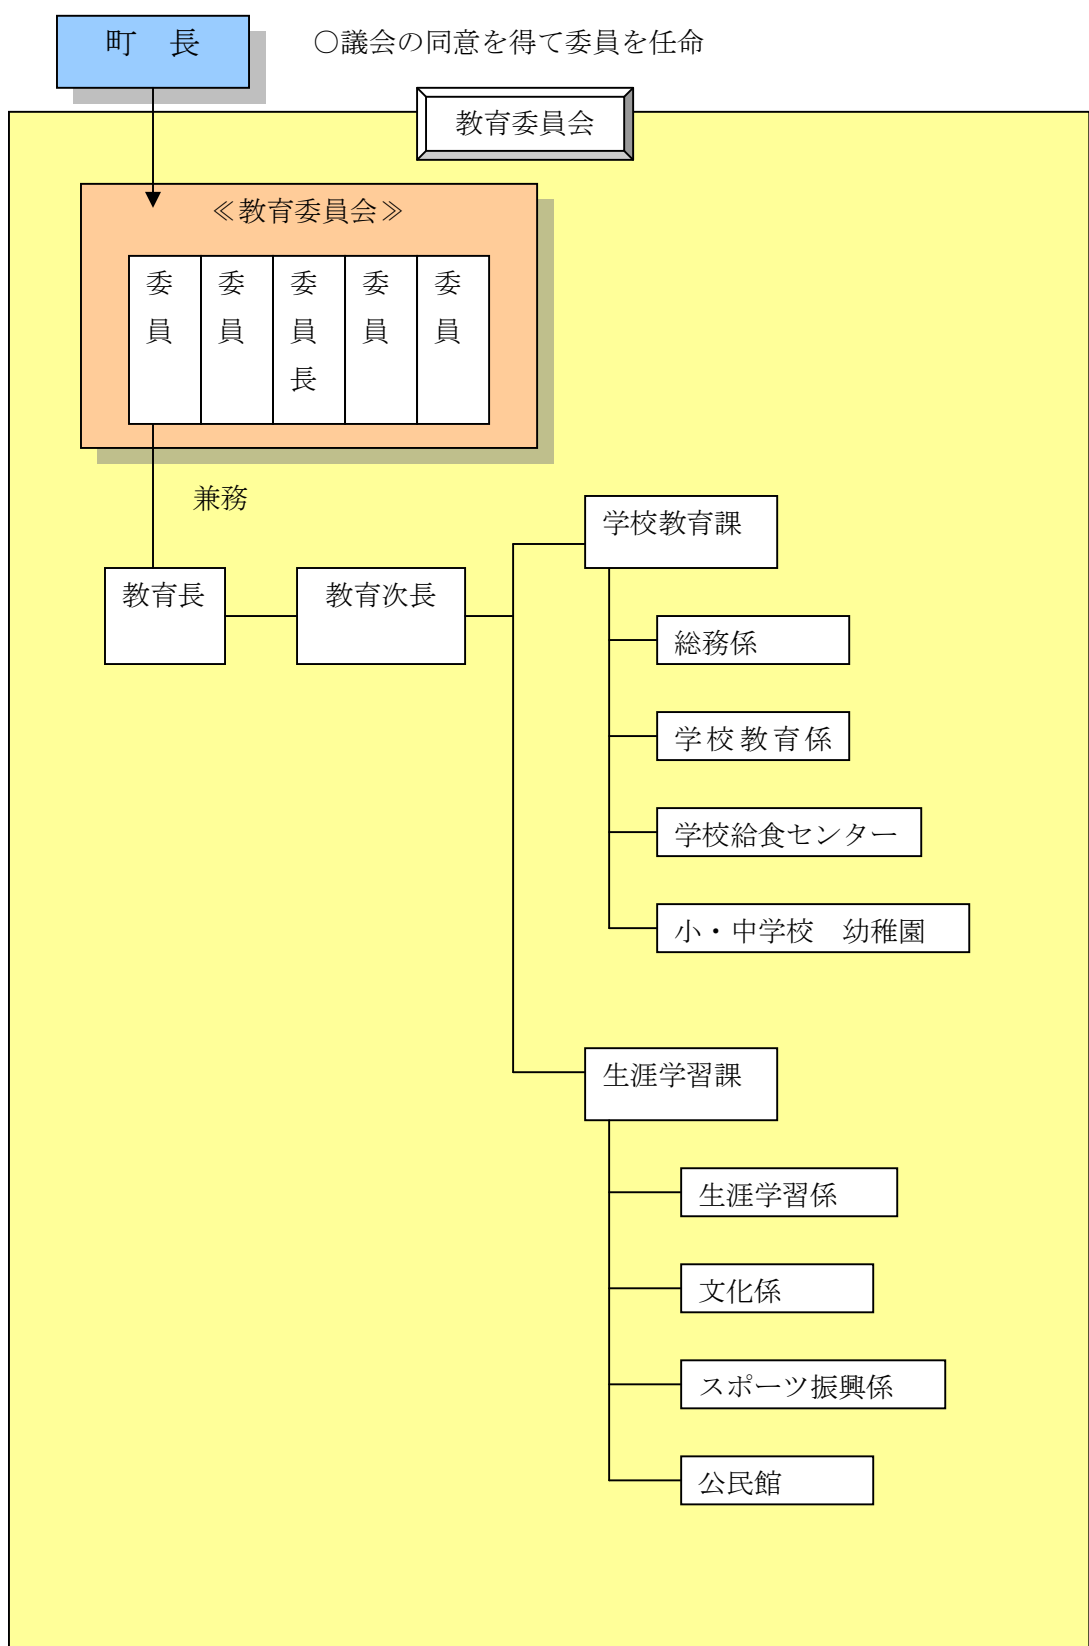 町　長
○議会の同意を得て委員を任命
教育委員会
≪教育委員会≫
委員
委員
委員長
委員
委員
兼務
教育長
教育次長
学校教育課
総務係
学校教育係
学校給食センター
小・中学校　幼稚園
生涯学習課
生涯学習係
文化係
スポーツ振興係
公民館